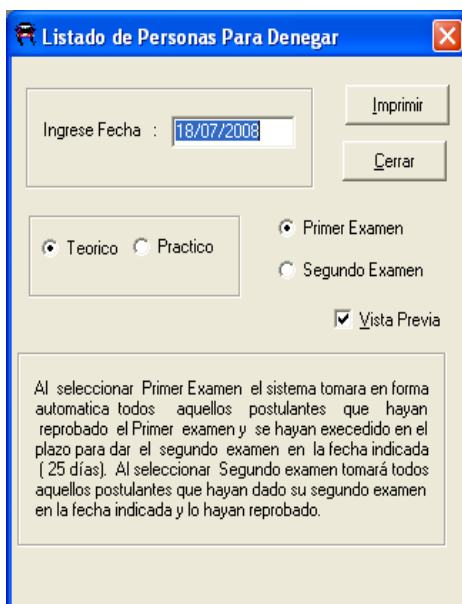 Listado de Personas Para Denegar
Ingrese Fecha : 18/07/2008
Imprimir
Cerrar
Teorico Practico
Primer Examen
Segundo Examen
Vista Previa
Al seleccionar Primer Examen el sistema tomara en forma
automatica todos aquellos postulantes que hayan
reprobado el Primer examen y se hayan execedido en el
plazo para dar el segundo examen en la fecha indicada
( 25 días). Al seleccionar Segundo examen tomará todos
aquellos postulantes que hayan dado su segundo examen
en la fecha indicada y lo hayan reprobado.